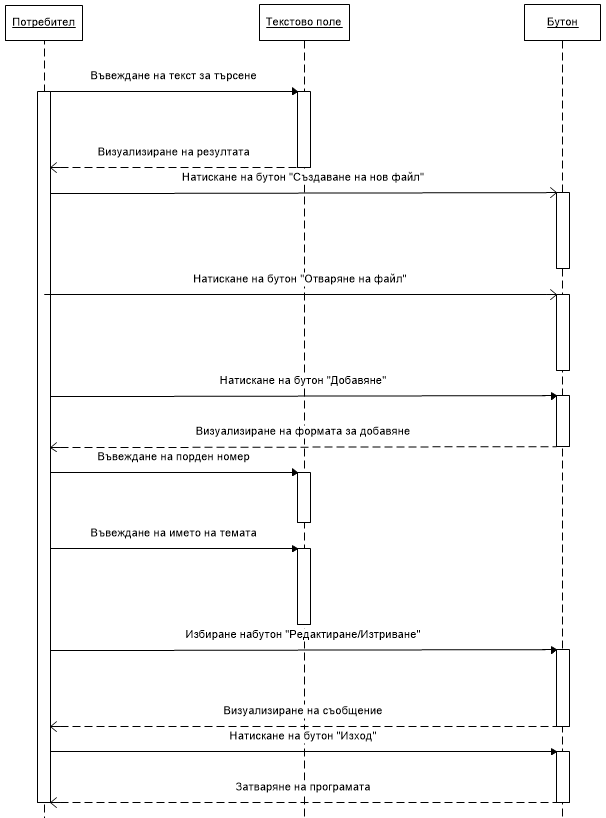 Потребител
Текстово поле
Бутон
Въвеждане на текст за търсене
Визуализиране на резултата
Натискане на бутон "Създаване на нов файл"
Натискане на бутон "Отваряне на файл"
Натискане на бутон "Добавяне"
Визуализиране на формата за добавяне
Въвеждане на порден номер
Въвеждане на името на темата
Избиране набутон "Редактиране/Изтриване"
Визуализиране на съобщение
Натискане на бутон "Изход"
Затваряне на програмата